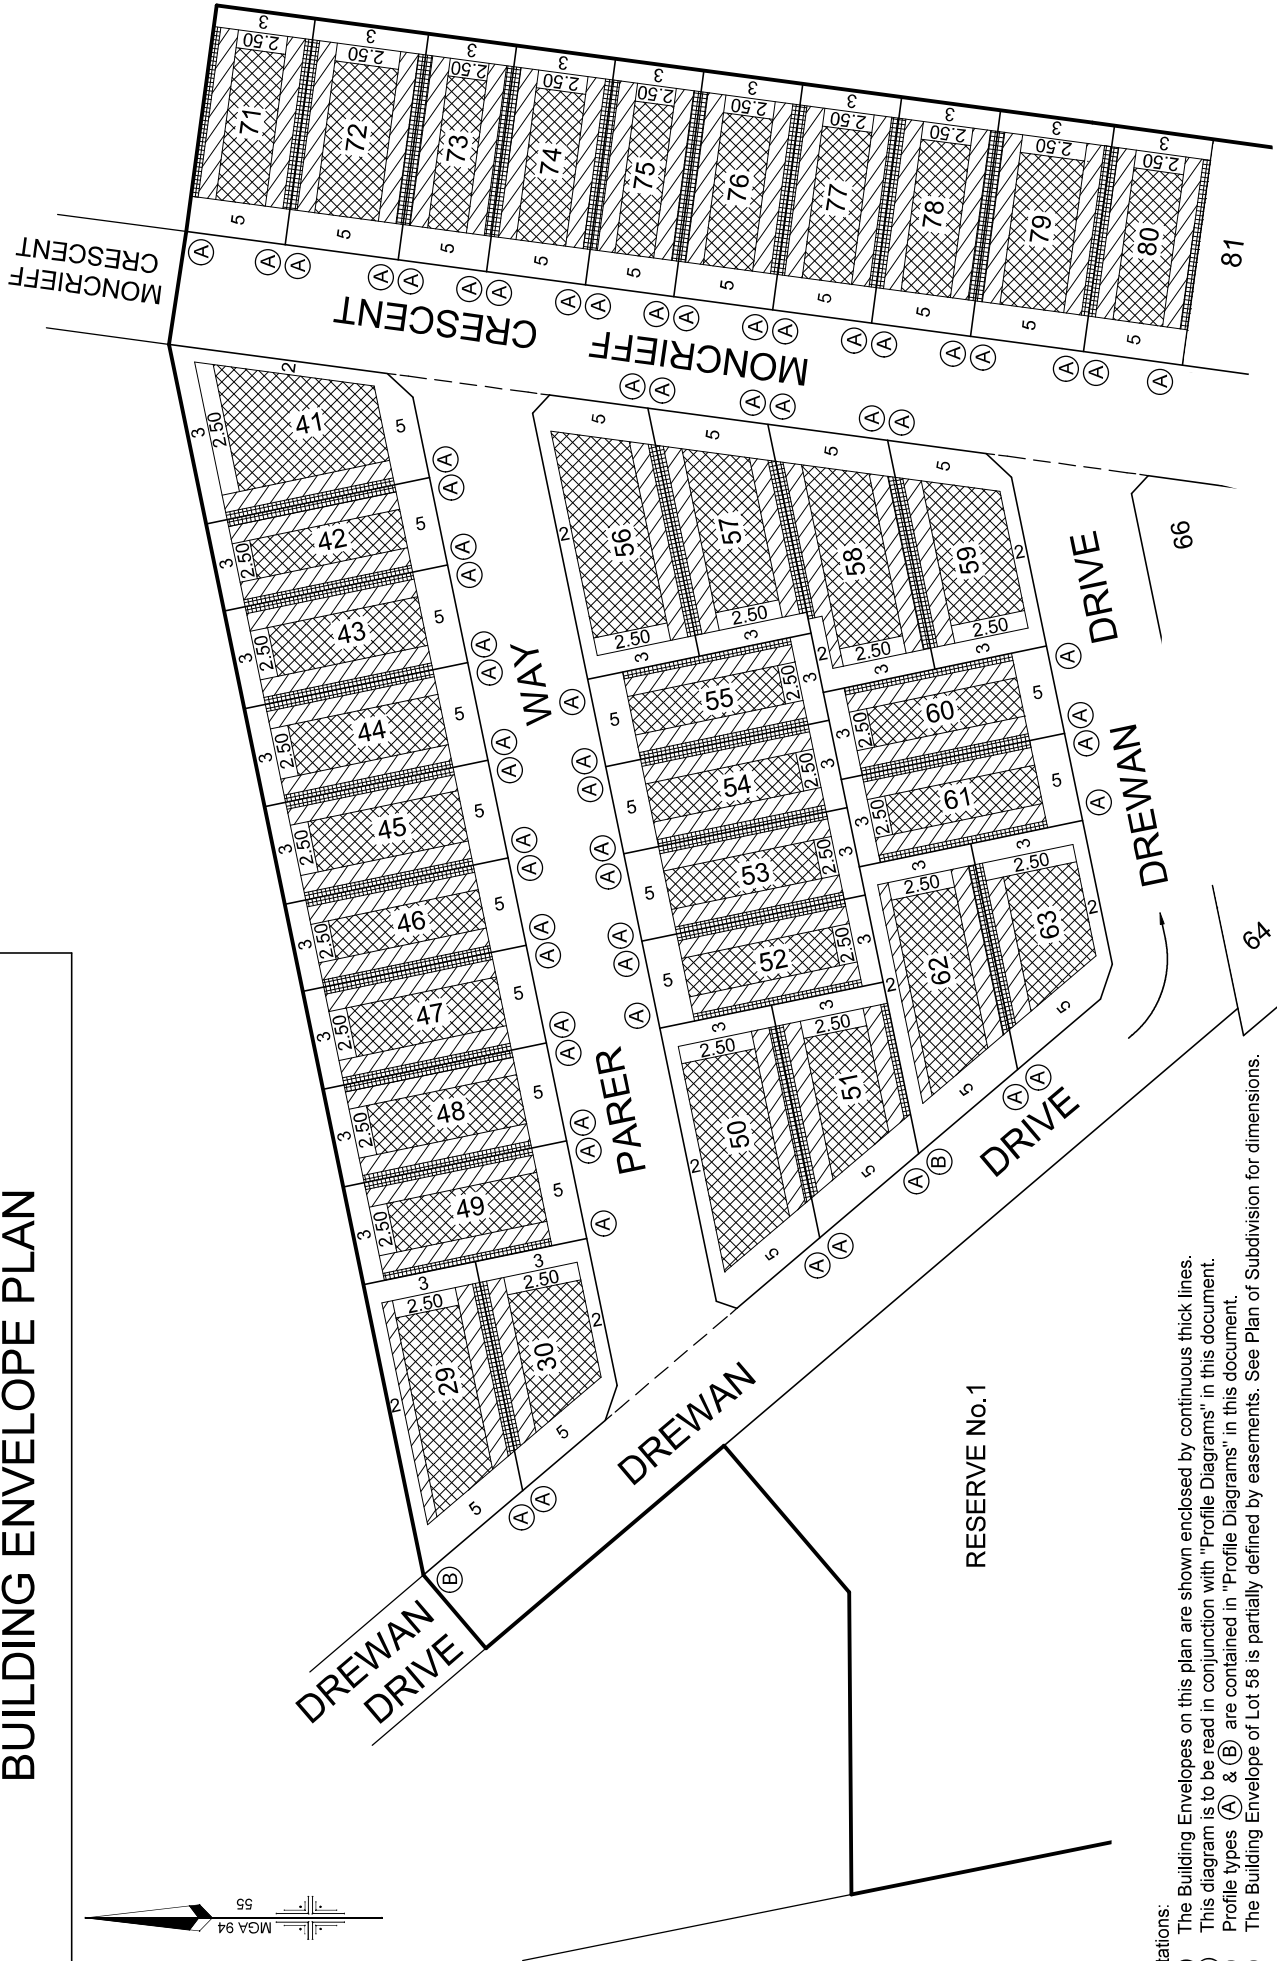 BUILDING ENVELOPE PLAN
MGA 94
55
MONCRIEFF
CRESCENT
MONCRIEFF
CRESCENT
PARER
WAY
DREWAN
DRIVE
DREWAN
DRIVE
DREWAN
DRIVE
RESERVE No.1
29
30
41
42
43
44
45
46
47
48
49
50
51
52
53
54
55
56
57
58
59
60
61
62
63
64
66
71
72
73
74
75
76
77
78
79
80
81
2
3
5
2.50
A
B
tations:
The Building Envelopes on this plan are shown enclosed by continuous thick lines.
This diagram is to be read in conjunction with "Profile Diagrams" in this document.
Profile types A & B are contained in "Profile Diagrams" in this document.
The Building Envelope of Lot 58 is partially defined by easements. See Plan of Subdivision for dimensions.